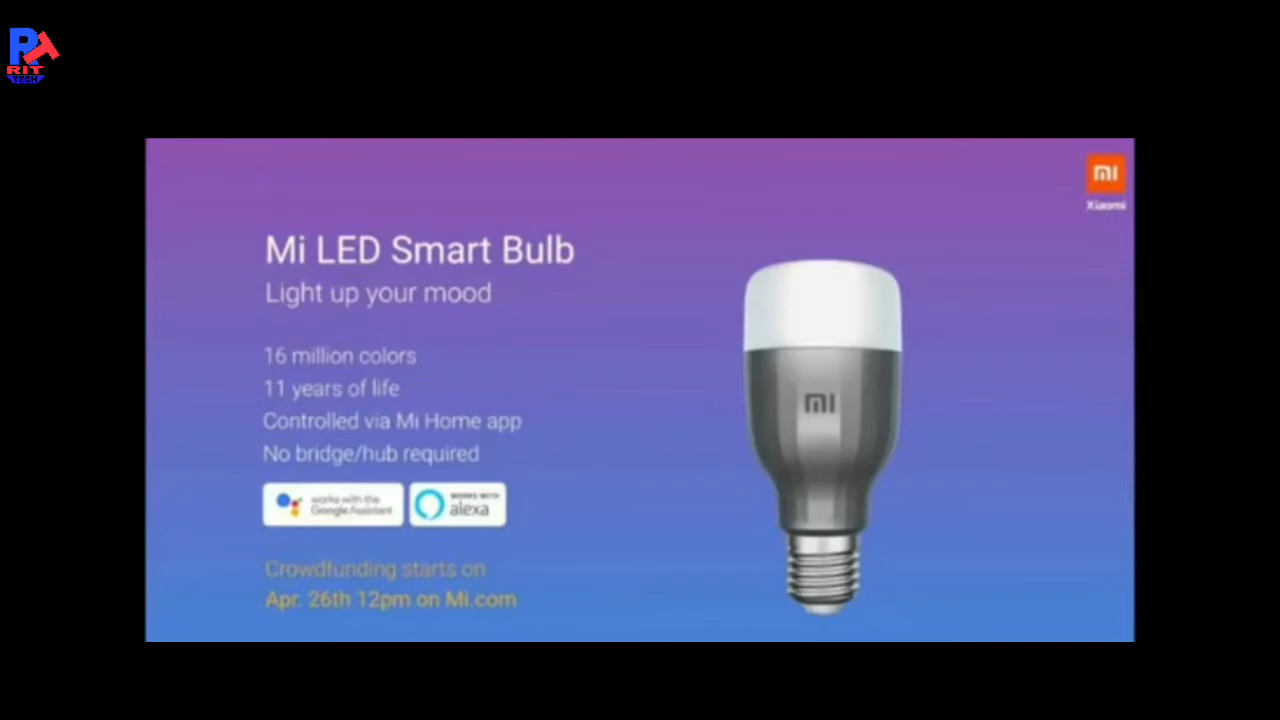 RIT
TECH
mi
Xiaomi
Mi LED Smart Bulb
Light up your mood
16 million colors
11 years of life
Controlled via Mi Home app
No bridge/hub required
works with the
Google Assistant
WORKS WITH
alexa
Crowdfunding starts on
Apr. 26th 12pm on Mi.com
mi